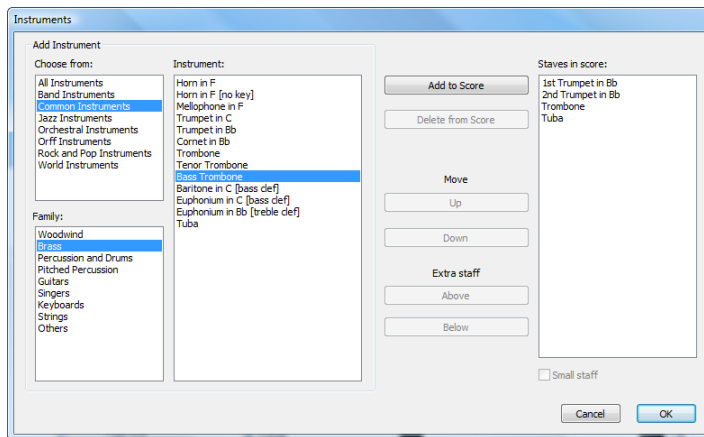 Instruments
Add Instrument
Choose from:
All Instruments
Band Instruments
Common Instruments
Jazz Instruments
Orchestral Instruments
Orff Instruments
Rock and Pop Instruments
World Instruments
Family:
Woodwind
Brass
Percussion and Drums
Pitched Percussion
Guitars
Singers
Keyboards
Strings
Others
Instrument:
Horn in F
Horn in F [no key]
Mellophone in F
Trumpet in C
Trumpet in Bb
Cornet in Bb
Trombone
Tenor Trombone
Bass Trombone
Baritone in C [bass clef]
Euphonium in C [bass clef]
Euphonium in Bb [treble clef]
Tuba
Add to Score
Delete from Score
Move
Up
Down
Extra staff
Above
Below
Staves in score:
1st Trumpet in Bb
2nd Trumpet in Bb
Trombone
Tuba
Small staff
Cancel
OK